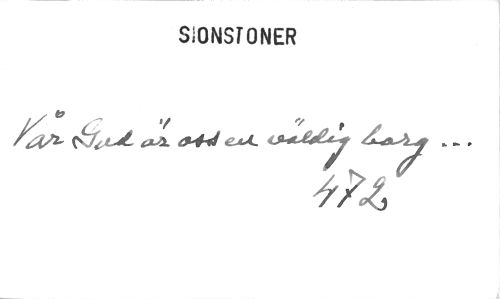 SIONSTONER
Vår Gud är oss en väldig borg ...
472